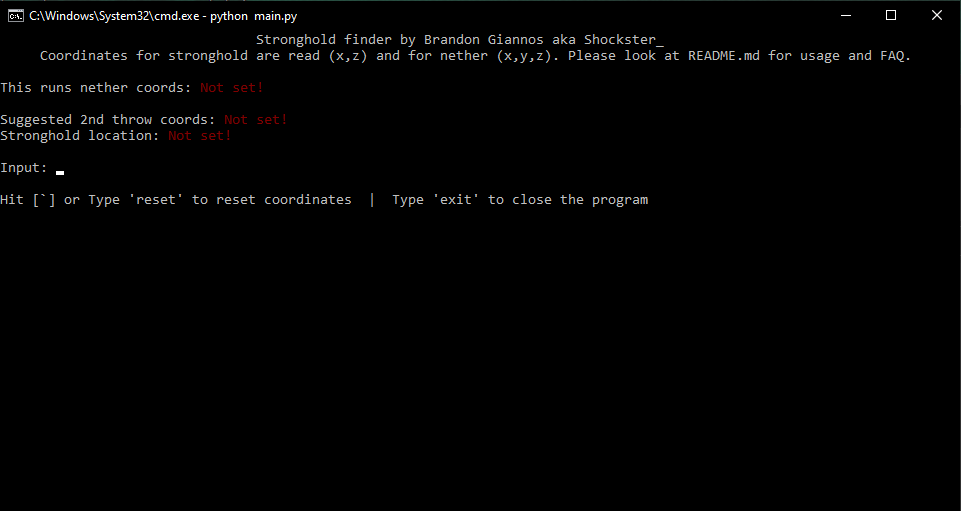 C:\Windows\System32\cmd.exe - python  main.py
Stronghold finder by Brandon Giannos aka Shockster_
Coordinates for stronghold are read (x,z) and for nether (x,y,z). Please look at README.md for usage and FAQ.
This runs nether coords: Not set!
Suggested 2nd throw coords: Not set!
Stronghold location: Not set!
Input:
Hit [`] or Type 'reset' to reset coordinates  |  Type 'exit' to close the program